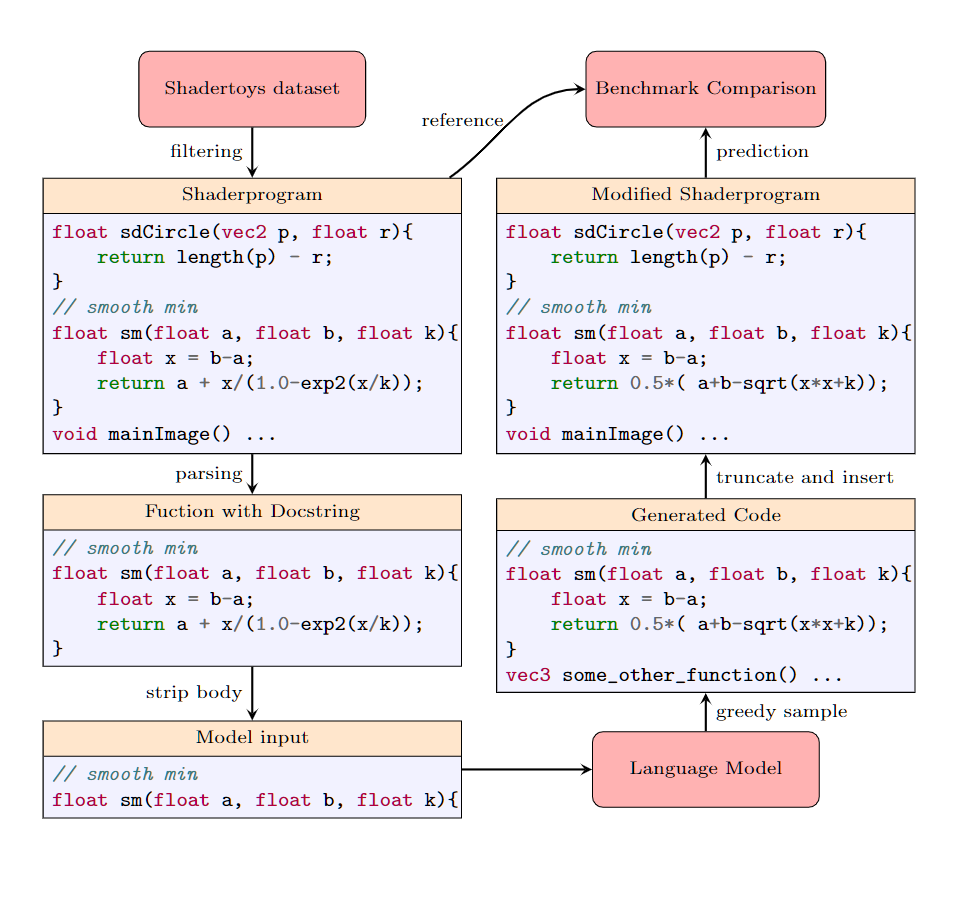 Shadertoys dataset
filtering
Shaderprogram
float sdCircle(vec2 p, float r){
    return length(p) - r;
}
// smooth min
float sm(float a, float b, float k){
    float x = b-a;
    return a + x/(1.0-exp2(x/k));
}
void mainImage() ...
parsing
Fuction with Docstring
// smooth min
float sm(float a, float b, float k){
    float x = b-a;
    return a + x/(1.0-exp2(x/k));
}
strip body
Model input
// smooth min
float sm(float a, float b, float k){
reference
Benchmark Comparison
prediction
Modified Shaderprogram
float sdCircle(vec2 p, float r){
    return length(p) - r;
}
// smooth min
float sm(float a, float b, float k){
    float x = b-a;
    return 0.5*( a+b-sqrt(x*x+k));
}
void mainImage() ...
truncate and insert
Generated Code
// smooth min
float sm(float a, float b, float k){
    float x = b-a;
    return 0.5*( a+b-sqrt(x*x+k));
}
vec3 some_other_function() ...
greedy sample
Language Model